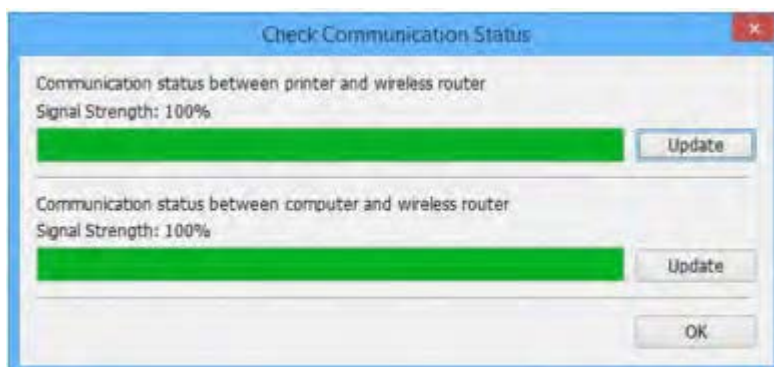 Check Communication Status
Communication status between printer and wireless router
Signal Strength: 100%
Update
Communication status between computer and wireless router
Signal Strength: 100%
Update
OK